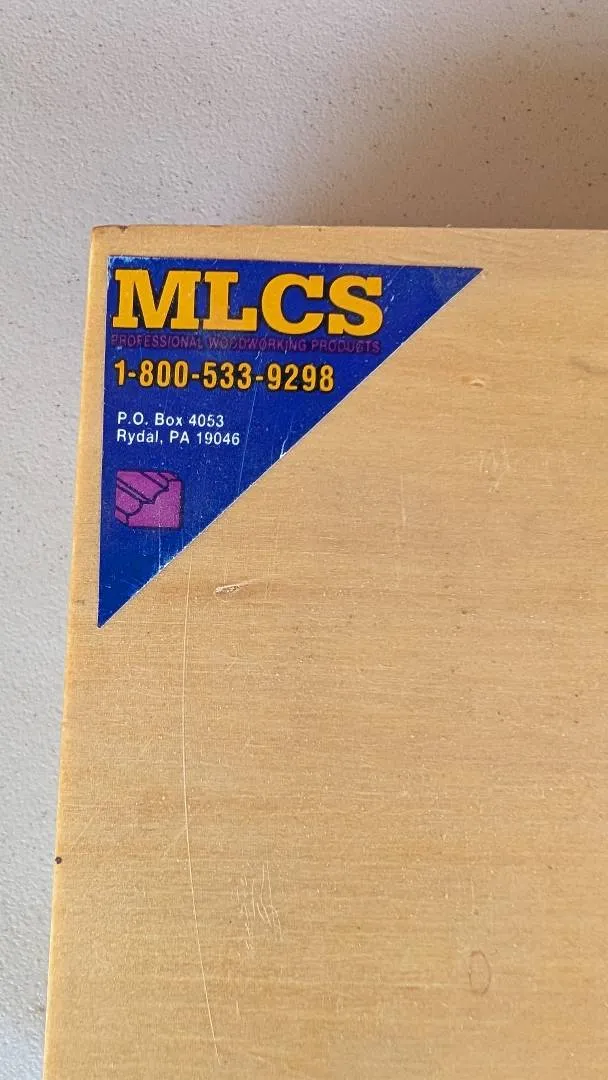 MLCS
PROFESSIONAL WOODWORKING PRODUCTS
1-800-533-9298
P.O. Box 4053
Rydal, PA 19046